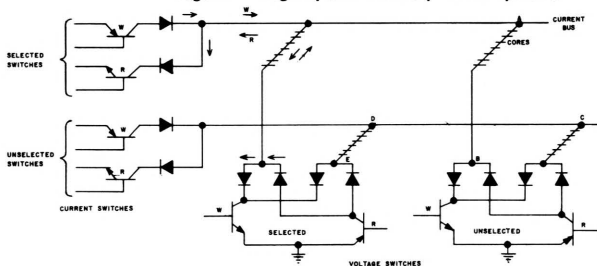 W
SELECTED SWITCHES
R
W
R
CURRENT BUS
CORES
UNSELECTED SWITCHES
W
R
CURRENT SWITCHES
D
C
E
B
W
SELECTED
R
W
UNSELECTED
R
VOLTAGE SWITCHES